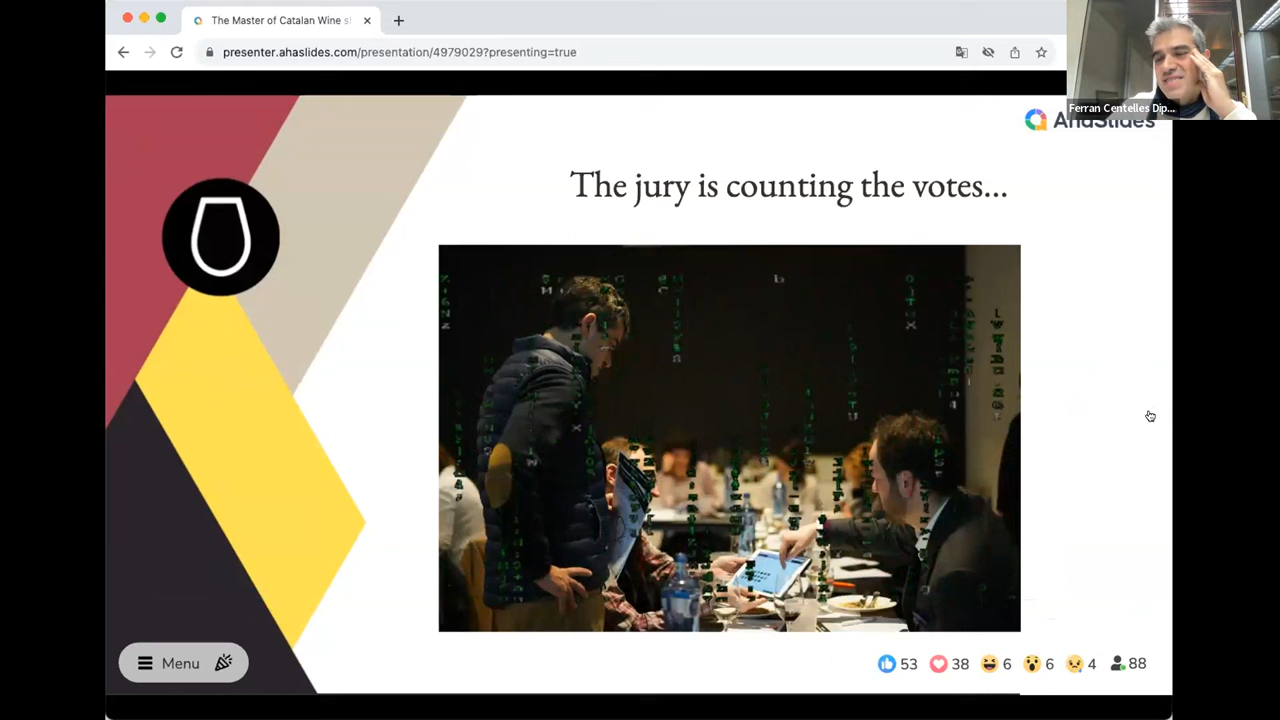 The Master of Catalan Wine s
presenter.ahaslides.com/presentation/4979029?presenting=true
Ferran Centelles Dip...
AhaSlides
The jury is counting the votes...
Menu
53 38 6 6 4 88